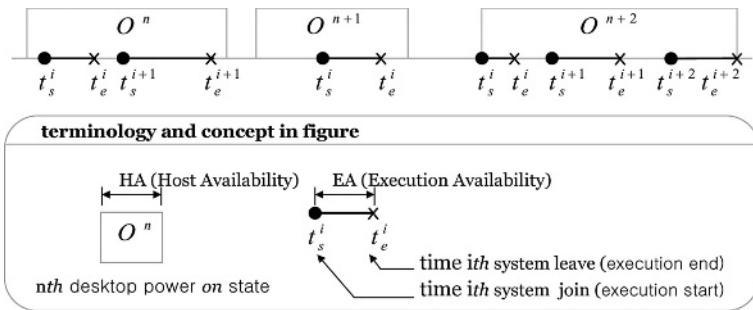 O^n O^{n+1} O^{n+2}
t_s^i t_e^i t_s^{i+1} t_e^{i+1} t_s^i t_e^i t_s^i t_e^i t_s^{i+1} t_e^{i+1} t_s^{i+2} t_e^{i+2}
terminology and concept in figure
HA (Host Availability) EA (Execution Availability)
O^n
t_s^i t_e^i
time ith system leave (execution end)
nth desktop power on state
time ith system join (execution start)